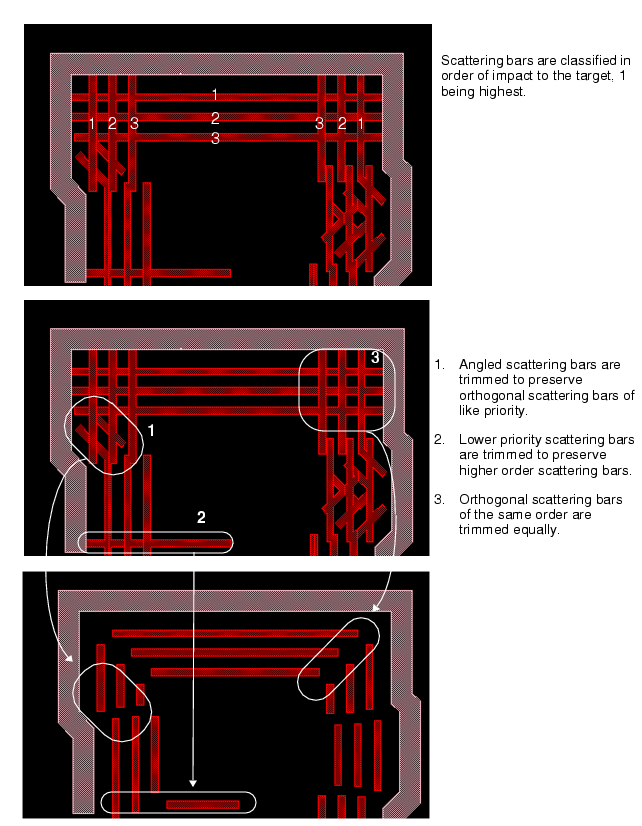 Scattering bars are classified in
order of impact to the target, 1
being highest.
1
1 2 3
2
3 2 1
3
3
1. Angled scattering bars are
trimmed to preserve
orthogonal scattering bars of
like priority.
1
2. Lower priority scattering bars
are trimmed to preserve
higher order scattering bars.
2
3. Orthogonal scattering bars
of the same order are
trimmed equally.